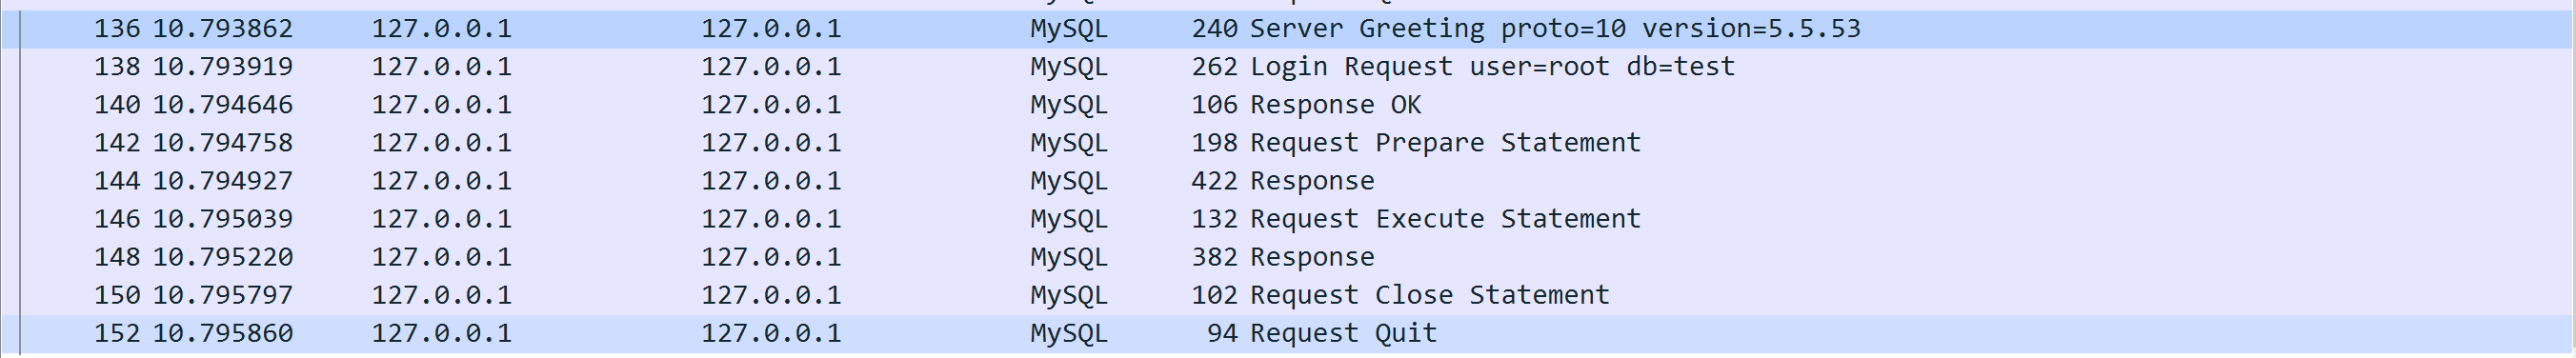 136 10.793862 127.0.0.1 127.0.0.1 MySQL 240 Server Greeting proto=10 version=5.5.53
138 10.793919 127.0.0.1 127.0.0.1 MySQL 262 Login Request user=root db=test
140 10.794646 127.0.0.1 127.0.0.1 MySQL 106 Response OK
142 10.794758 127.0.0.1 127.0.0.1 MySQL 198 Request Prepare Statement
144 10.794927 127.0.0.1 127.0.0.1 MySQL 422 Response
146 10.795039 127.0.0.1 127.0.0.1 MySQL 132 Request Execute Statement
148 10.795220 127.0.0.1 127.0.0.1 MySQL 382 Response
150 10.795797 127.0.0.1 127.0.0.1 MySQL 102 Request Close Statement
152 10.795860 127.0.0.1 127.0.0.1 MySQL 94 Request Quit